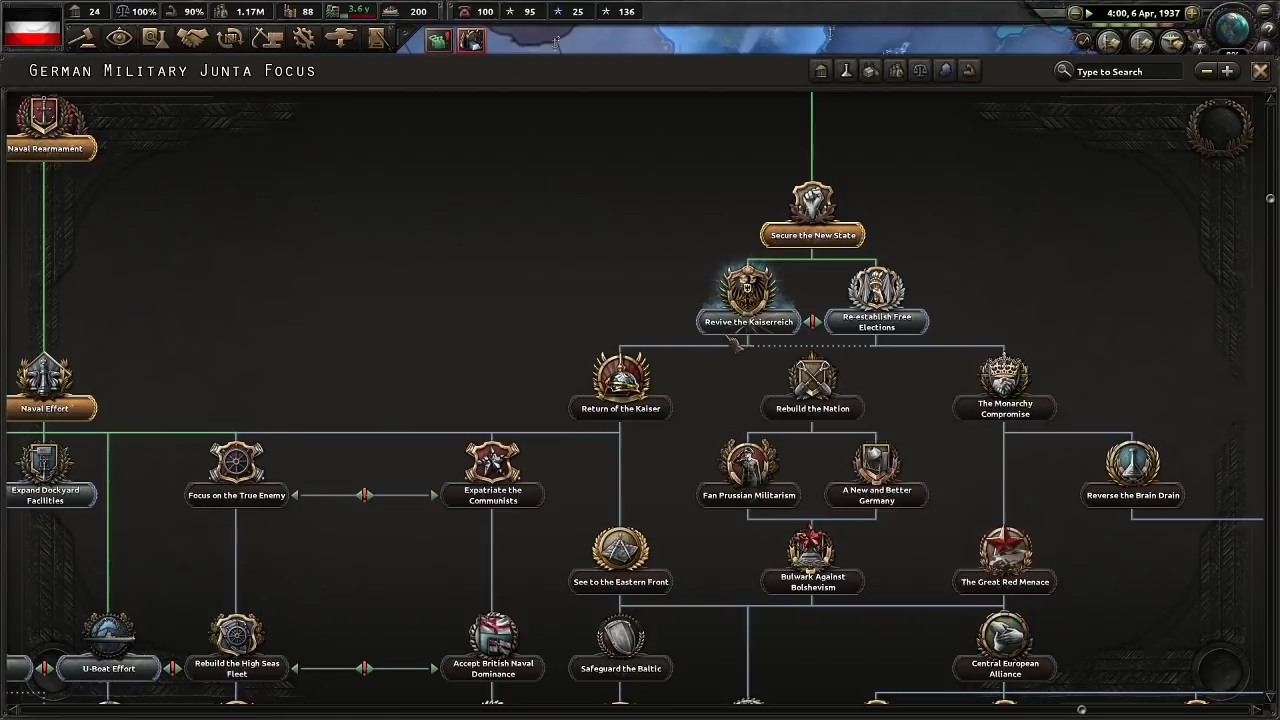 24
100%
90%
1.17M
88
3.6 y
200
100
95
25
136
4:00, 6 Apr, 1937
German Military Junta Focus
Type to Search
Naval Rearmament
Secure the New State
Revive the Kaiserreich
Re-establish Free
Elections
Naval Effort
Return of the Kaiser
Rebuild the Nation
The Monarchy
Compromise
Expand Dockyard
Facilities
Focus on the True Enemy
Expatriate the
Communists
Fan Prussian Militarism
A New and Better
Germany
Reverse the Brain Drain
See to the Eastern Front
Bulwark Against
Bolshevism
The Great Red Menace
U-Boat Effort
Rebuild the High Seas
Fleet
Accept British Naval
Dominance
Safeguard the Baltic
Central European
Alliance